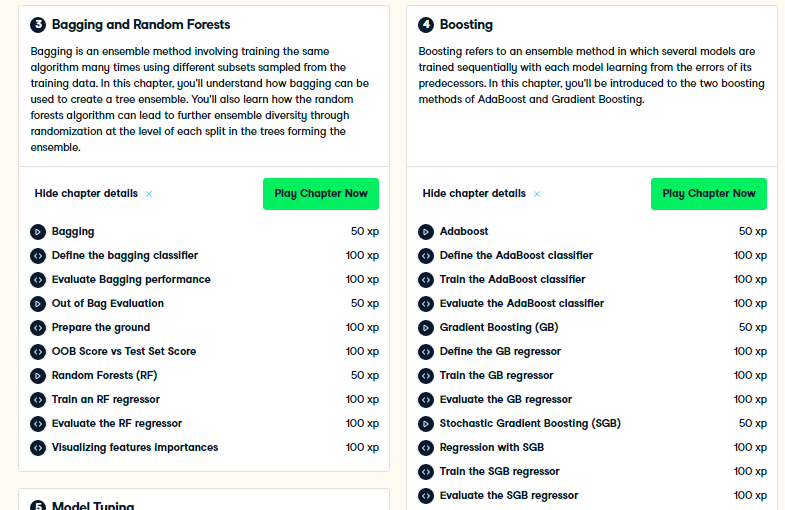 3 Bagging and Random Forests
Bagging is an ensemble method involving training the same
algorithm many times using different subsets sampled from the
training data. In this chapter, you'll understand how bagging can be
used to create a tree ensemble. You'll also learn how the random
forests algorithm can lead to further ensemble diversity through
randomization at the level of each split in the trees forming the
ensemble.
Hide chapter details
Play Chapter Now
Bagging 50 xp
Define the bagging classifier 100 xp
Evaluate Bagging performance 100 xp
Out of Bag Evaluation 50 xp
Prepare the ground 100 xp
OOB Score vs Test Set Score 100 xp
Random Forests (RF) 50 xp
Train an RF regressor 100 xp
Evaluate the RF regressor 100 xp
Visualizing features importances 100 xp
5 Model Tuning
4 Boosting
Boosting refers to an ensemble method in which several models are
trained sequentially with each model learning from the errors of its
predecessors. In this chapter, you'll be introduced to the two boosting
methods of AdaBoost and Gradient Boosting.
Hide chapter details
Play Chapter Now
Adaboost 50 xp
Define the AdaBoost classifier 100 xp
Train the AdaBoost classifier 100 xp
Evaluate the AdaBoost classifier 100 xp
Gradient Boosting (GB) 50 xp
Define the GB regressor 100 xp
Train the GB regressor 100 xp
Evaluate the GB regressor 100 xp
Stochastic Gradient Boosting (SGB) 50 xp
Regression with SGB 100 xp
Train the SGB regressor 100 xp
Evaluate the SGB regressor 100 xp